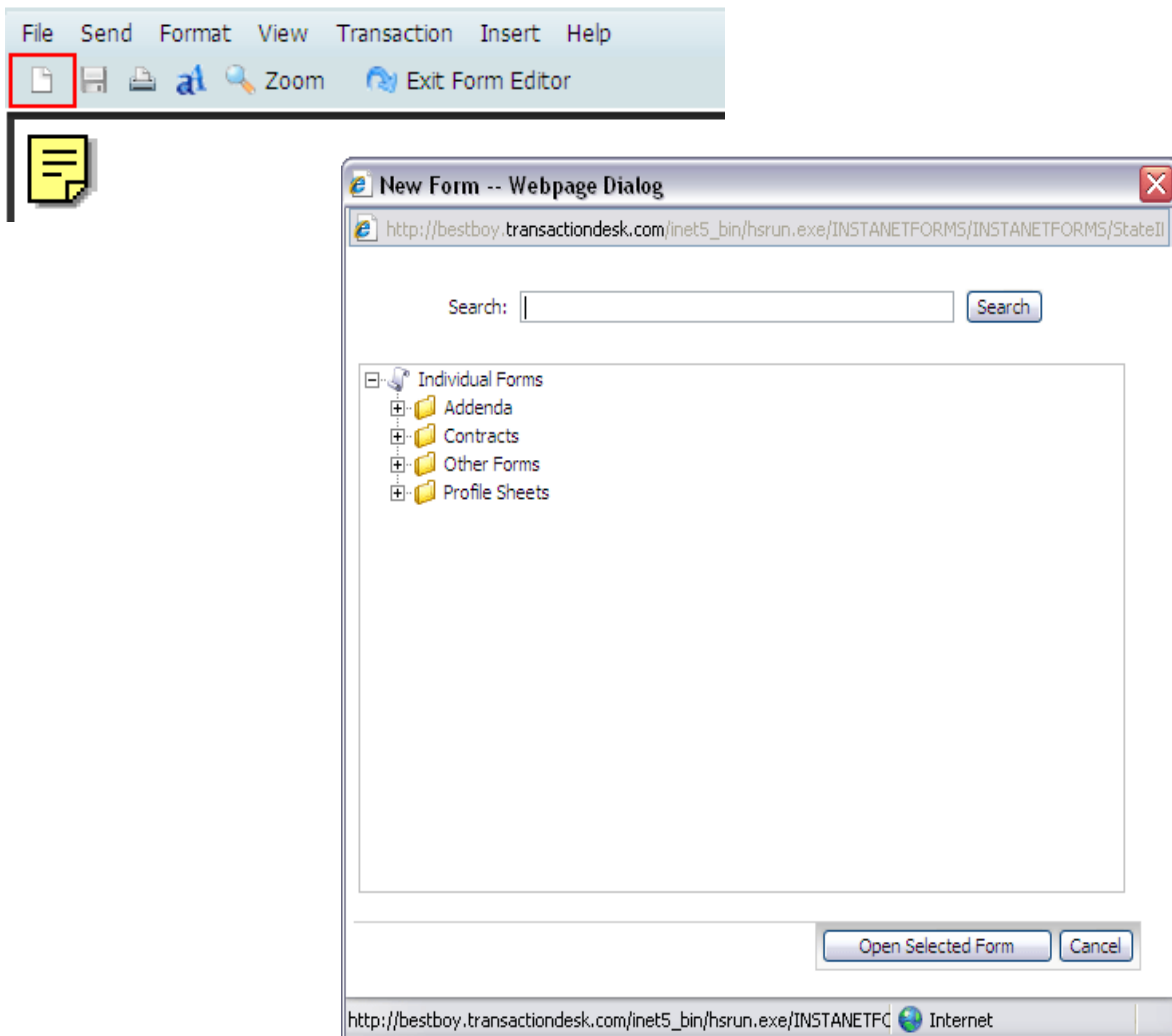 File Send Format View Transaction Insert Help
Zoom Exit Form Editor
New Form -- Webpage Dialog
http://bestboy.transactiondesk.com/inet5_bin/hsrun.exe/INSTANETFORMS/INSTANETFORMS/StateII
Search: Search
Individual Forms
Addenda
Contracts
Other Forms
Profile Sheets
Open Selected Form Cancel
http://bestboy.transactiondesk.com/inet5_bin/hsrun.exe/INSTANETFC Internet